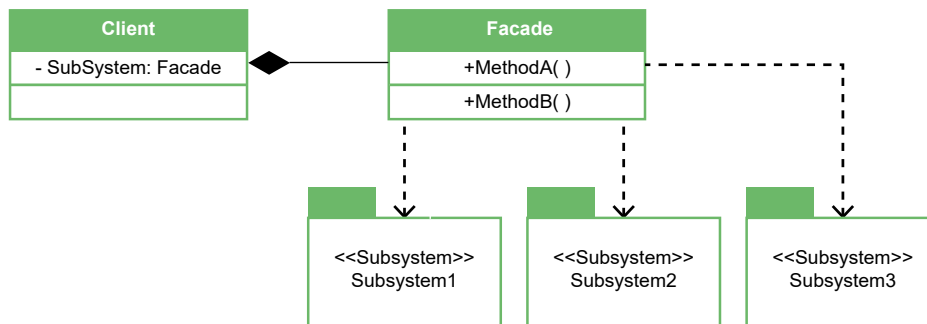 Client
- SubSystem: Facade
Facade
+MethodA( )
+MethodB( )
<<Subsystem>>
Subsystem1
<<Subsystem>>
Subsystem2
<<Subsystem>>
Subsystem3